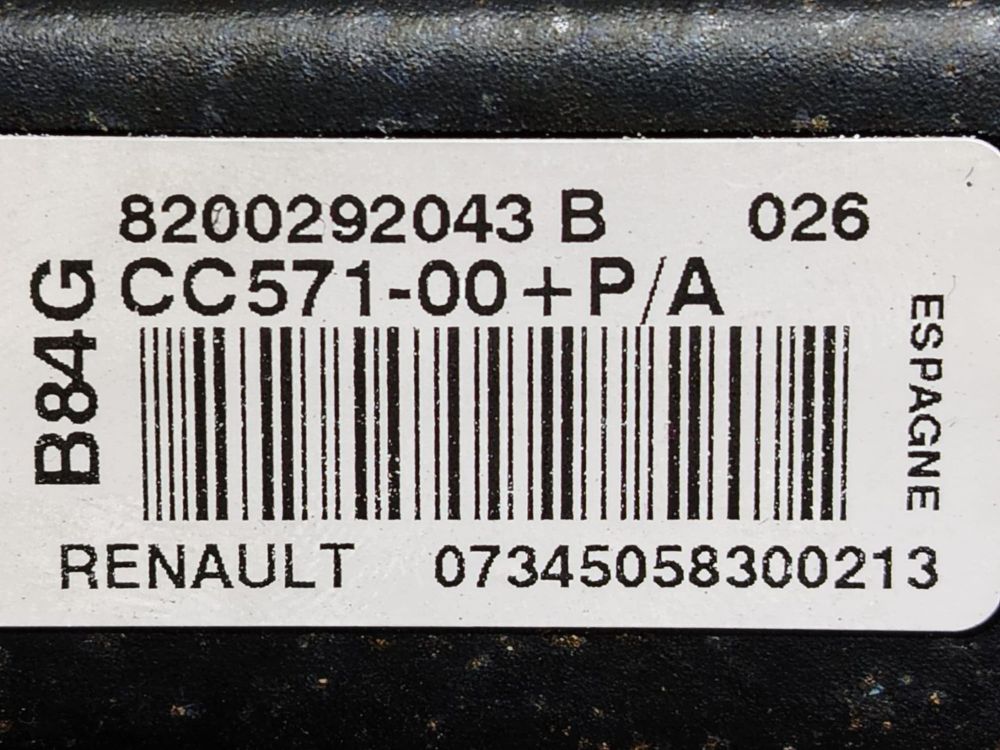 8200292043 B 026
CC571-00+P/A
B84G
ESPAGNE
RENAULT 07345058300213